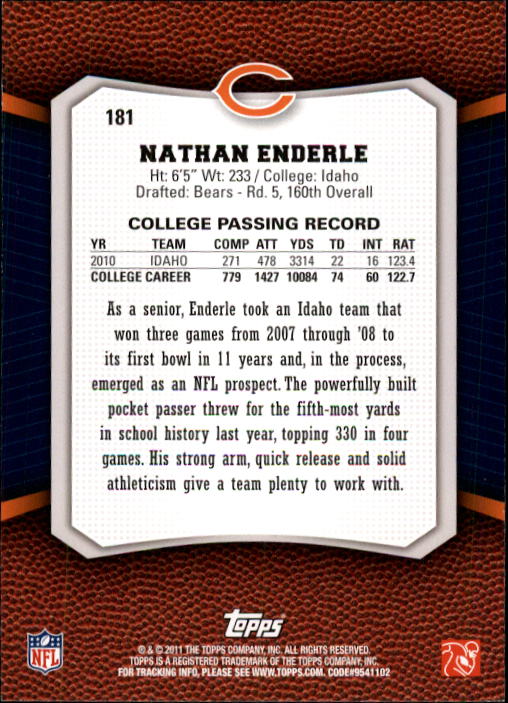 181
NATHAN ENDERLE
Ht: 6'5" Wt: 233 / College: Idaho
Drafted: Bears - Rd. 5, 160th Overall
COLLEGE PASSING RECORD
YR TEAM COMP ATT YDS TD INT RAT
2010 IDAHO 271 478 3314 22 16 123.4
COLLEGE CAREER 779 1427 10084 74 60 122.7
As a senior, Enderle took an Idaho team that
won three games from 2007 through '08 to
its first bowl in 11 years and, in the process,
emerged as an NFL prospect. The powerfully built
pocket passer threw for the fifth-most yards
in school history last year, topping 330 in four
games. His strong arm, quick release and solid
athleticism give a team plenty to work with.
topps
NFL
® & © 2011 THE TOPPS COMPANY, INC. ALL RIGHTS RESERVED.
TOPPS IS A REGISTERED TRADEMARK OF THE TOPPS COMPANY, INC.
FOR TRACKING INFO, PLEASE SEE WWW.TOPPS.COM. CODE#9541102